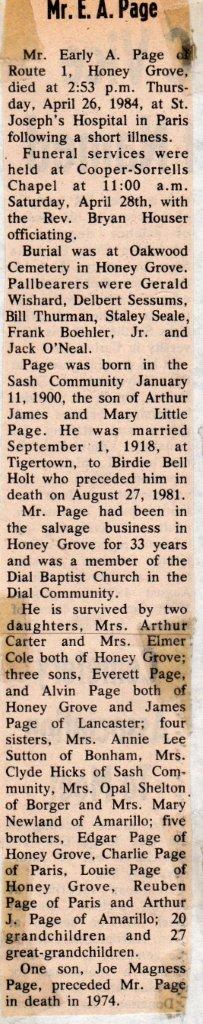 Mr. E. A. Page
Mr. Early A. Page of
Route 1, Honey Grove,
died at 2:53 p.m. Thurs-
day, April 26, 1984, at St.
Joseph's Hospital in Paris
following a short illness.
Funeral services were
held at Cooper-Sorrells
Chapel at 11:00 a.m.
Saturday, April 28th, with
the Rev. Bryan Houser
officiating.
Burial was at Oakwood
Cemetery in Honey Grove.
Pallbearers were Gerald
Wishard, Delbert Sessums,
Bill Thurman, Staley Seale,
Frank Boehler, Jr. and
Jack O'Neal.
Page was born in the
Sash Community January
11, 1900, the son of Arthur
James and Mary Little
Page. He was married
September 1, 1918, at
Tigertown, to Birdie Bell
Holt who preceded him in
death on August 27, 1981.
Mr. Page had been in
the salvage business in
Honey Grove for 33 years
and was a member of the
Dial Baptist Church in the
Dial Community.
He is survived by two
daughters, Mrs. Arthur
Carter and Mrs. Elmer
Cole both of Honey Grove;
three sons, Everett Page,
and Alvin Page both of
Honey Grove and James
Page of Lancaster; four
sisters, Mrs. Annie Lee
Sutton of Bonham, Mrs.
Clyde Hicks of Sash Com-
munity, Mrs. Opal Shelton
of Borger and Mrs. Mary
Newland of Amarillo; five
brothers, Edgar Page of
Honey Grove, Charlie Page
of Paris, Louie Page of
Honey Grove, Reuben
Page of Paris and Arthur
J. Page of Amarillo; 20
grandchildren and 27
great-grandchildren.
One son, Joe Magness
Page, preceded Mr. Page
in death in 1974.